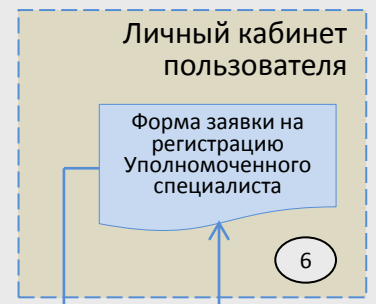 Личный кабинет
пользователя
Форма заявки на
регистрацию
Уполномоченного
специалиста
6